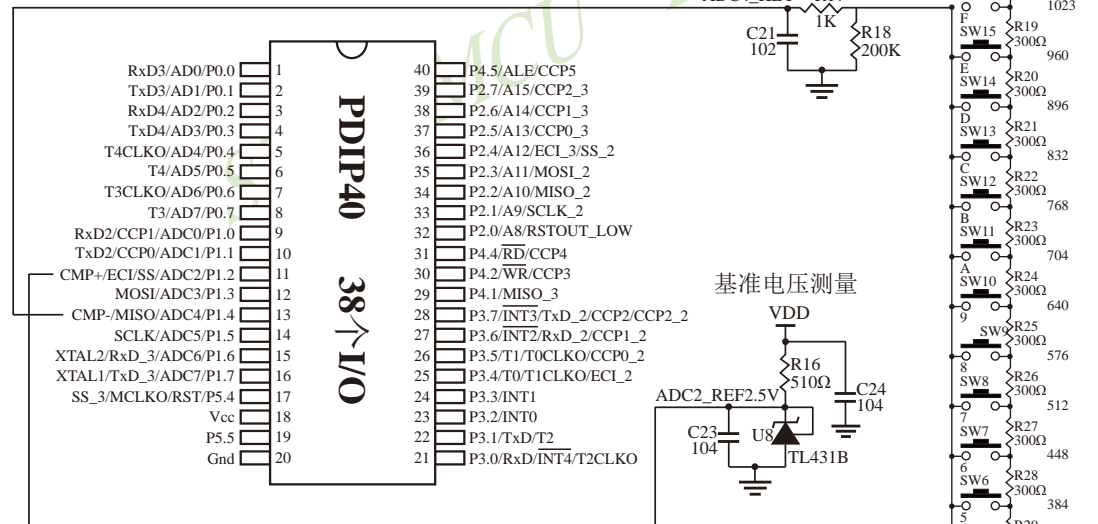 1K
C21
102
R18
200K
MCU
RxD3/AD0/P0.0 1
TxD3/AD1/P0.1 2
RxD4/AD2/P0.2 3
TxD4/AD3/P0.3 4
T4CLKO/AD4/P0.4 5
T4/AD5/P0.5 6
T3CLKO/AD6/P0.6 7
T3/AD7/P0.7 8
RxD2/CCP1/ADC0/P1.0 9
TxD2/CCP0/ADC1/P1.1 10
CMP+/ECI/SS/ADC2/P1.2 11
MOSI/ADC3/P1.3 12
CMP-/MISO/ADC4/P1.4 13
SCLK/ADC5/P1.5 14
XTAL2/RxD_3/ADC6/P1.6 15
XTAL1/TxD_3/ADC7/P1.7 16
SS_3/MCLKO/RST/P5.4 17
Vcc 18
P5.5 19
Gnd 20
PDIP40
38个I/O
40 P4.5/ALE/CCP5
39 P2.7/A15/CCP2_3
38 P2.6/A14/CCP1_3
37 P2.5/A13/CCP0_3
36 P2.4/A12/ECI_3/SS_2
35 P2.3/A11/MOSI_2
34 P2.2/A10/MISO_2
33 P2.1/A9/SCLK_2
32 P2.0/A8/RSTOUT_LOW
31 P4.4/RD/CCP4
30 P4.2/WR/CCP3
29 P4.1/MISO_3
28 P3.7/INT3/TxD_2/CCP2/CCP2_2
27 P3.6/INT2/RxD_2/CCP1_2
26 P3.5/T1/T0CLKO/CCP0_2
25 P3.4/T0/T1CLKO/ECI_2
24 P3.3/INT1
23 P3.2/INT0
22 P3.1/TxD/T2
21 P3.0/RxD/INT4/T2CLKO
基准电压测量
VDD
R16
510Ω
C24
104
ADC2_REF2.5V
C23
104
U8
TL431B
1023
F
SW15
R19
300Ω
960
E
SW14
R20
300Ω
896
D
SW13
R21
300Ω
832
C
SW12
R22
300Ω
768
B
SW11
R23
300Ω
704
A
SW10
R24
300Ω
640
9
SW9
R25
300Ω
576
8
SW8
R26
300Ω
512
7
SW7
R27
300Ω
448
6
SW6
R28
300Ω
384
5